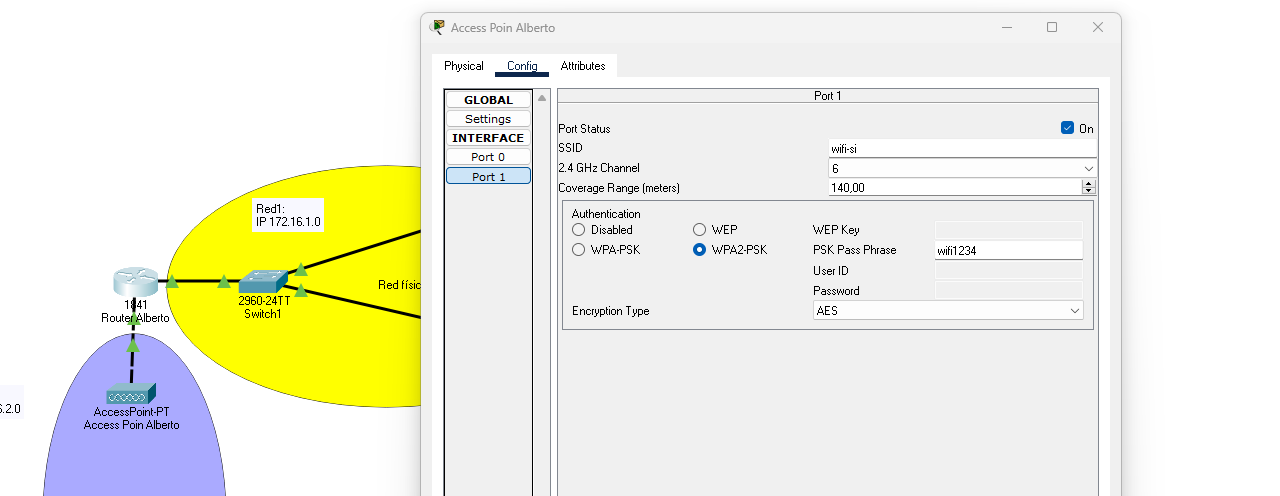 Access Poin Alberto
Physical Config Attributes
GLOBAL
Settings
INTERFACE
Port 0
Port 1
Port 1
Port Status On
SSID wifi-si
2.4 GHz Channel 6
Coverage Range (meters) 140,00
Authentication
Disabled WEP WEP Key
WPA-PSK WPA2-PSK PSK Pass Phrase wifi1234
User ID
Password
Encryption Type AES
Red1:
IP 172.16.1.0
Red físic
2960-24TT
Switch1
1841
Router Alberto
AccessPoint-PT
Access Poin Alberto
6.2.0